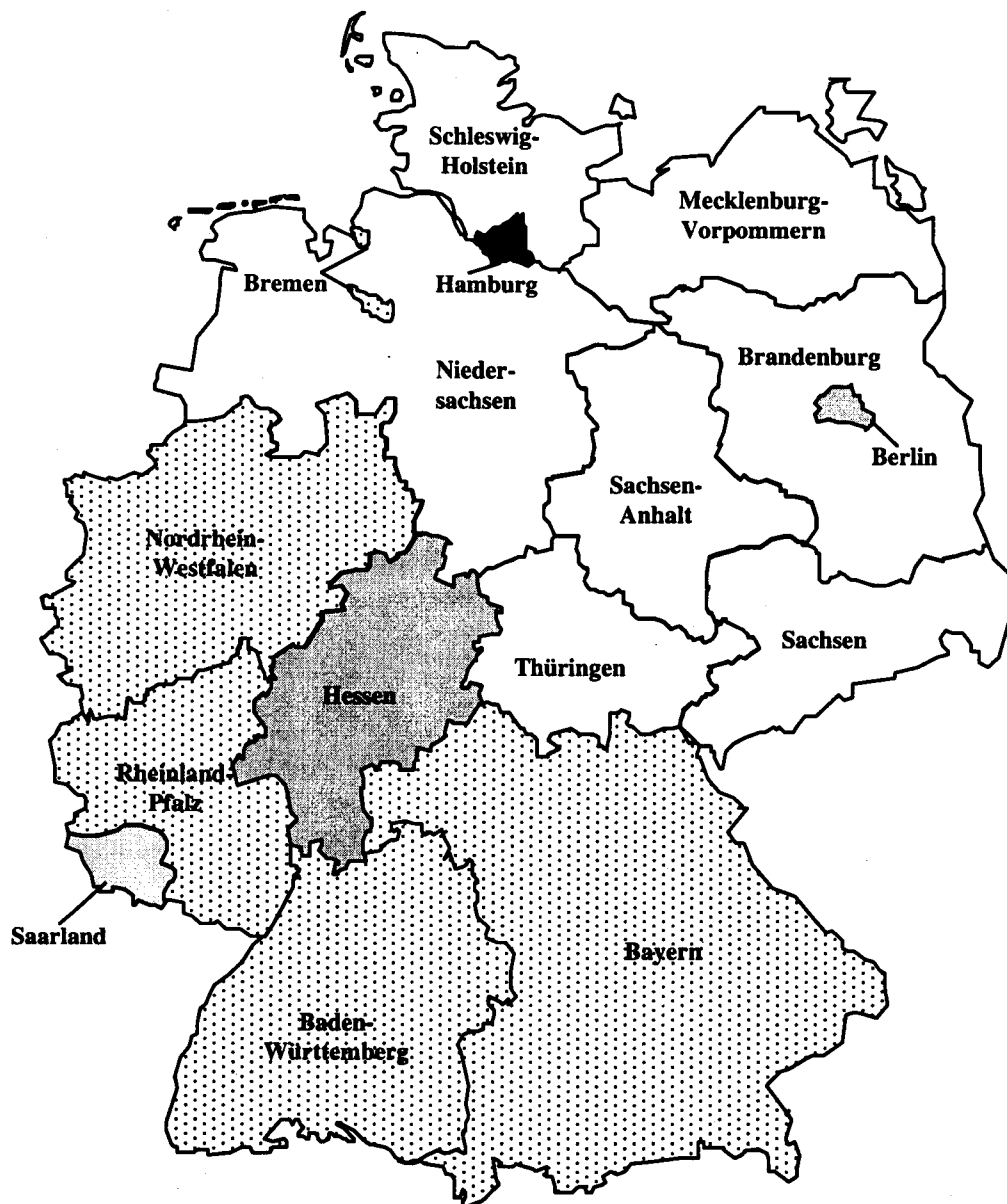 Schleswig-
Holstein
Mecklenburg-
Vorpommern
Bremen
Hamburg
Nieder-
sachsen
Brandenburg
Berlin
Sachsen-
Anhalt
Nordrhein-
Westfalen
Sachsen
Thüringen
Hessen
Rheinland-
Pfalz
Saarland
Bayern
Baden-
Württemberg